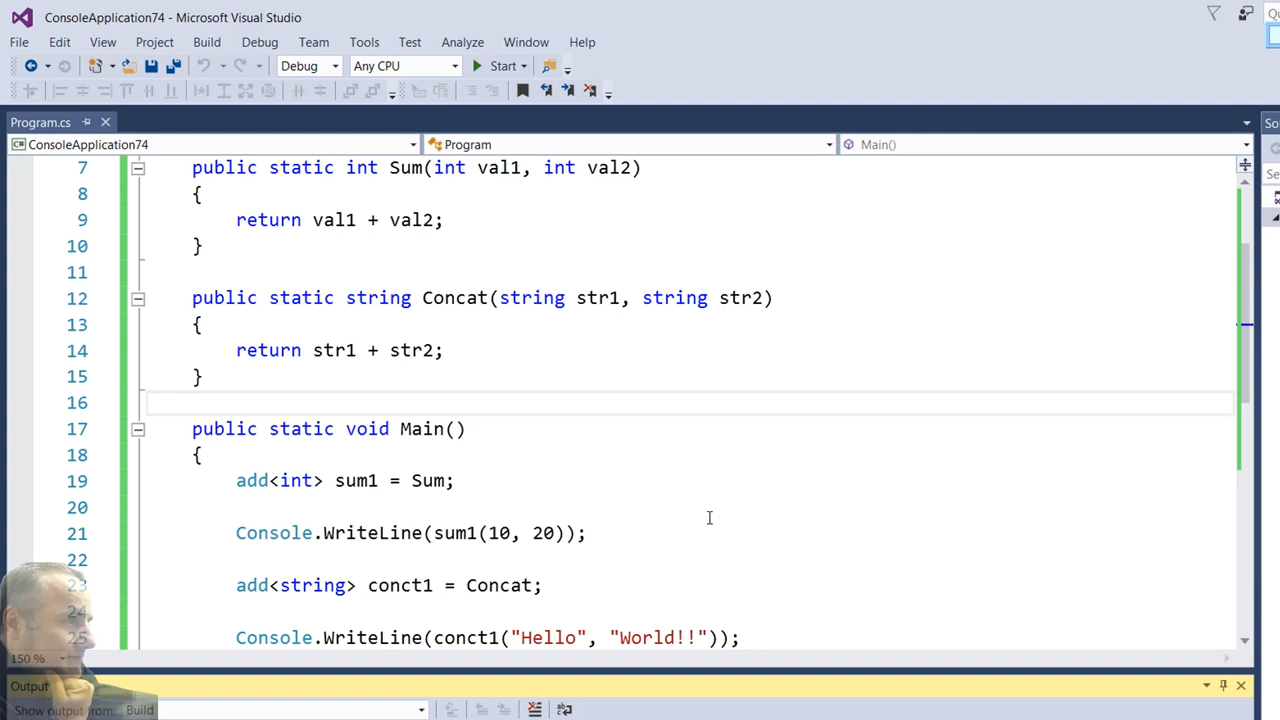 ConsoleApplication74 - Microsoft Visual Studio
File Edit View Project Build Debug Team Tools Test Analyze Window Help
Debug Any CPU Start
Program.cs
ConsoleApplication74 Program Main()
7 public static int Sum(int val1, int val2)
8 {
9 return val1 + val2;
10 }
11
12 public static string Concat(string str1, string str2)
13 {
14 return str1 + str2;
15 }
16
17 public static void Main()
18 {
19 add<int> sum1 = Sum;
20
21 Console.WriteLine(sum1(10, 20));
22
23 add<string> conct1 = Concat;
24
25 Console.WriteLine(conct1("Hello", "World!!"));
150 %
Output
Show output from: Build